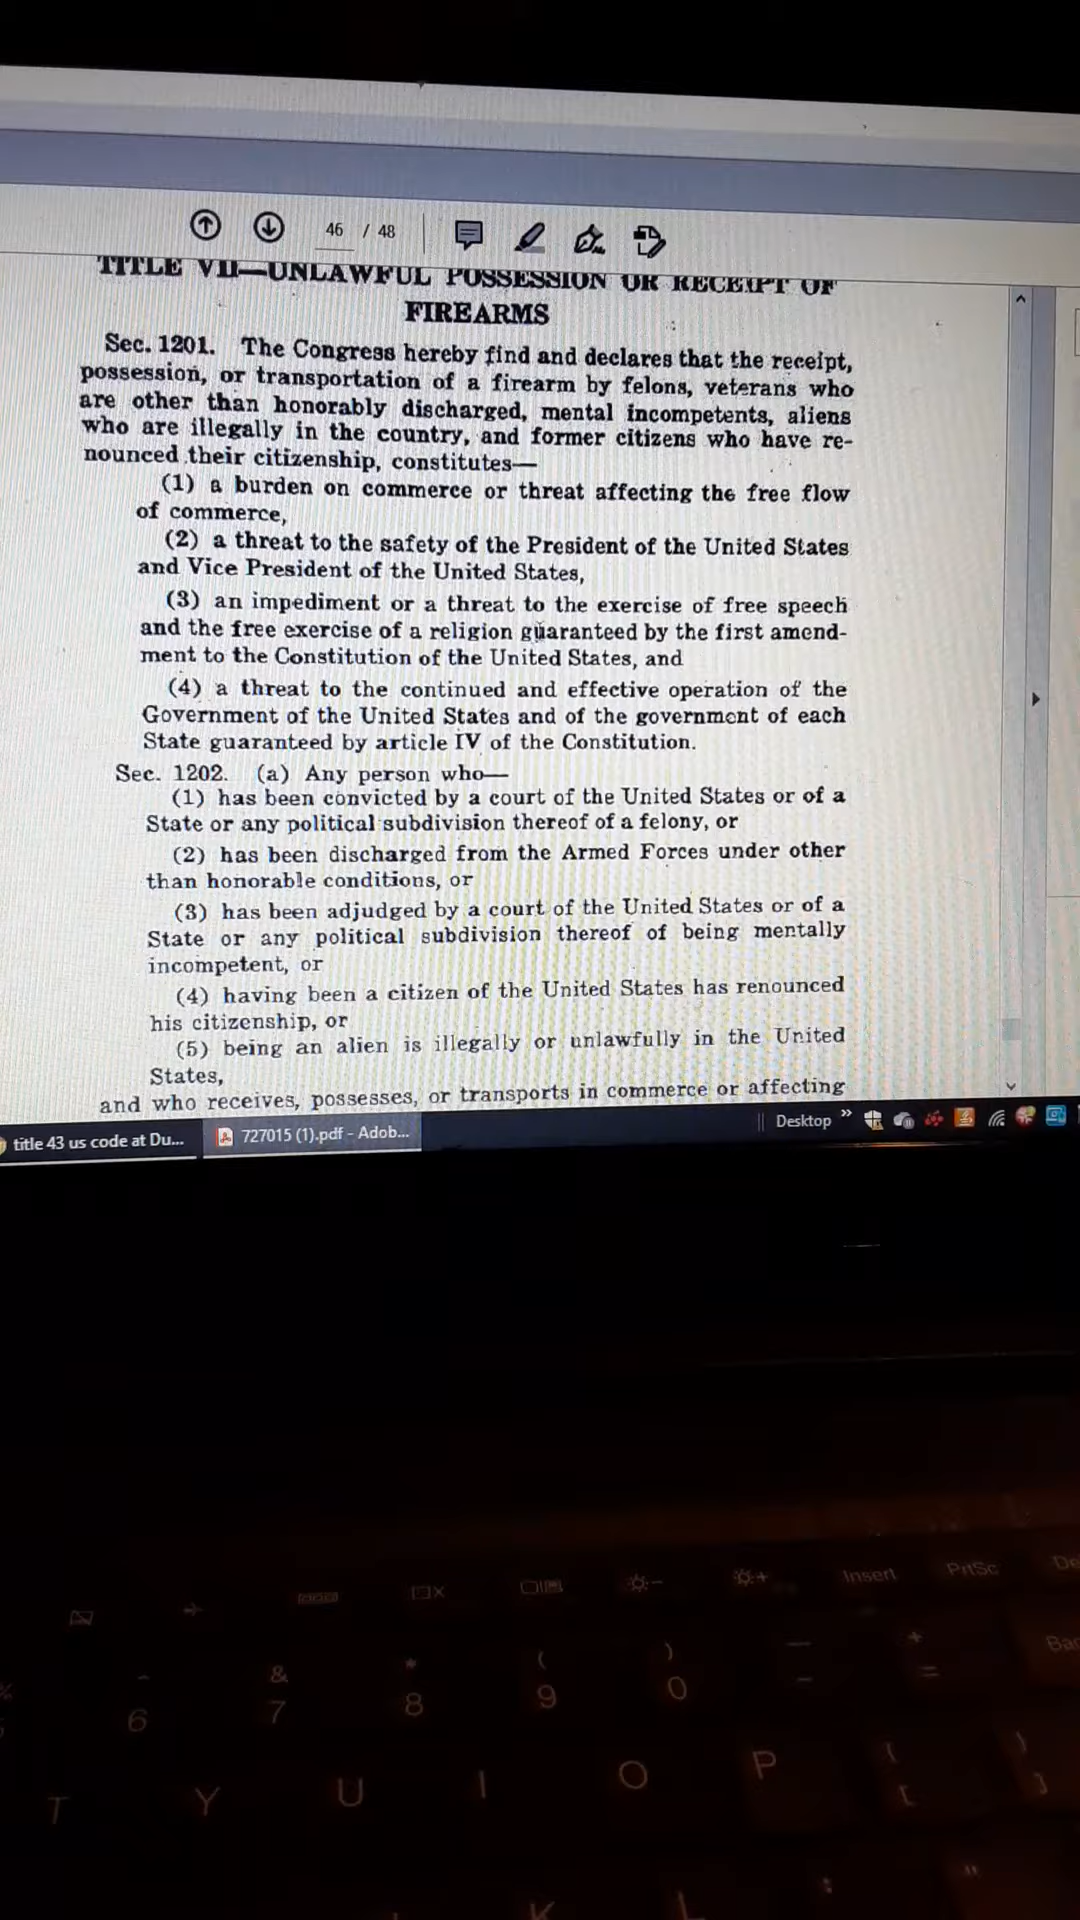 46 / 48
TITLE VII—UNLAWFUL POSSESSION OR RECEIPT OF
FIREARMS
Sec. 1201. The Congress hereby find and declares that the receipt,
possession, or transportation of a firearm by felons, veterans who
are other than honorably discharged, mental incompetents, aliens
who are illegally in the country, and former citizens who have re-
nounced their citizenship, constitutes—
(1) a burden on commerce or threat affecting the free flow
of commerce,
(2) a threat to the safety of the President of the United States
and Vice President of the United States,
(3) an impediment or a threat to the exercise of free speech
and the free exercise of a religion guaranteed by the first amend-
ment to the Constitution of the United States, and
(4) a threat to the continued and effective operation of the
Government of the United States and of the government of each
State guaranteed by article IV of the Constitution.
Sec. 1202. (a) Any person who—
(1) has been convicted by a court of the United States or of a
State or any political subdivision thereof of a felony, or
(2) has been discharged from the Armed Forces under other
than honorable conditions, or
(3) has been adjudged by a court of the United States or of a
State or any political subdivision thereof of being mentally
incompetent, or
(4) having been a citizen of the United States has renounced
his citizenship, or
(5) being an alien is illegally or unlawfully in the United
States,
and who receives, possesses, or transports in commerce or affecting
title 43 us code at Du...
727015 (1).pdf - Adob...
Desktop »
Insert PrtSc De
Bac
& * ( ) — +
6 7 8 9 0 - =
T Y U I O P [ ]
K L : "